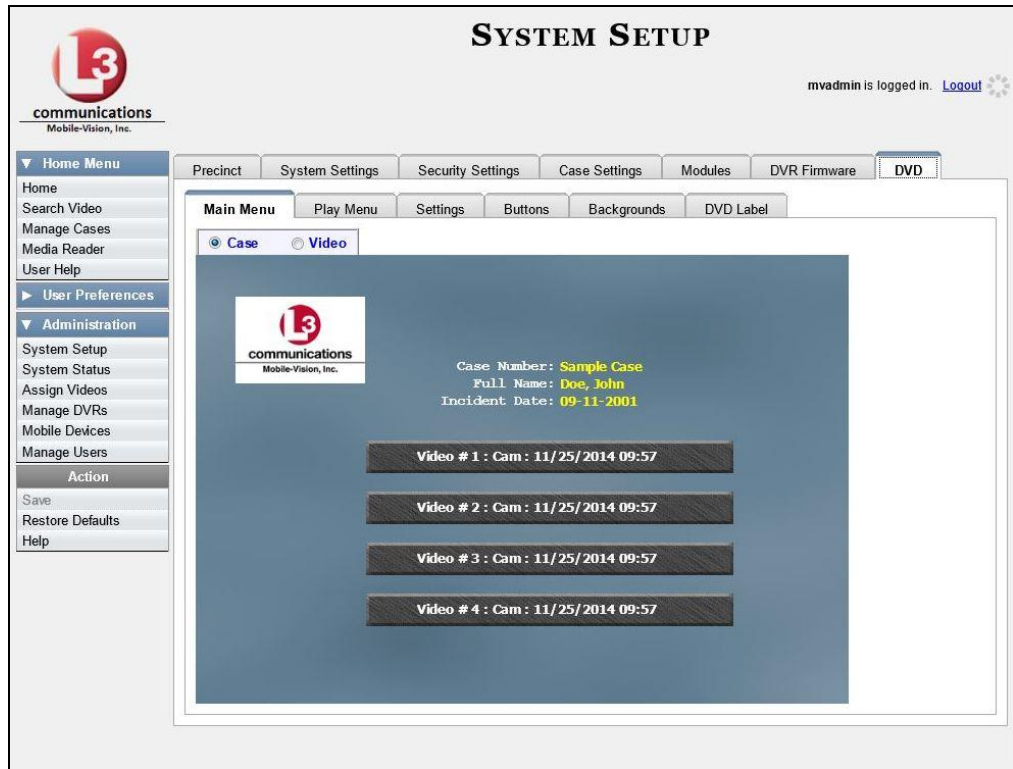 SYSTEM SETUP
L3
communications
Mobile-Vision, Inc.
mvadmin is logged in. Logout
Home Menu
Home
Search Video
Manage Cases
Media Reader
User Help
User Preferences
Administration
System Setup
System Status
Assign Videos
Manage DVRs
Mobile Devices
Manage Users
Action
Save
Restore Defaults
Help
Precinct System Settings Security Settings Case Settings Modules DVR Firmware DVD
Main Menu Play Menu Settings Buttons Backgrounds DVD Label
Case Video
L3
communications
Mobile-Vision, Inc.
Case Number: Sample Case
Full Name: Doe, John
Incident Date: 09-11-2001
Video # 1 : Cam : 11/25/2014 09:57
Video # 2 : Cam : 11/25/2014 09:57
Video # 3 : Cam : 11/25/2014 09:57
Video # 4 : Cam : 11/25/2014 09:57